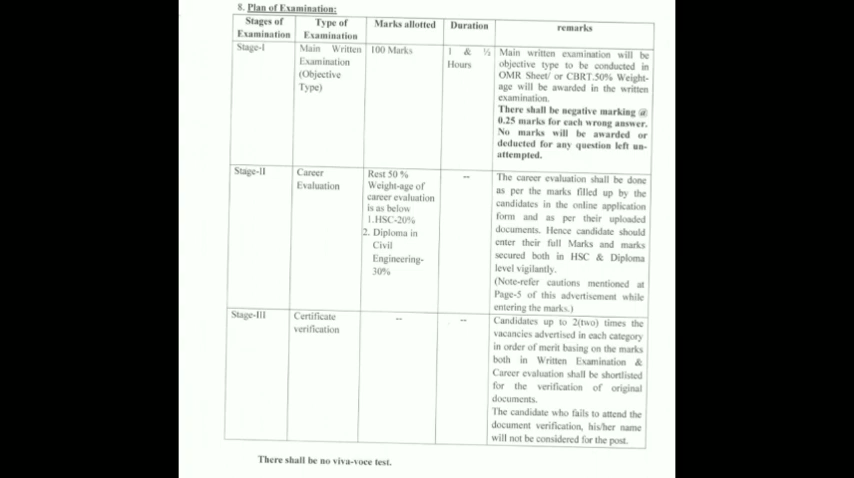 8. Plan of Examination:
Stages of Examination
Type of Examination
Marks allotted
Duration
remarks
Stage-I
Main Written
Examination
(Objective
Type)
100 Marks
1 & ½
Hours
Main written examination will be
objective type to be conducted in
OMR Sheet/ or CBRT.50% Weight-
age will be awarded in the written
examination.
There shall be negative marking @
0.25 marks for each wrong answer.
No marks will be awarded or
deducted for any question left un-
attempted.
Stage-II
Career
Evaluation
Rest 50 %
Weight-age of
career evaluation
is as below
1.HSC-20%
2. Diploma in
Civil
Engineering-
30%
--
The career evaluation shall be done
as per the marks filled up by the
candidates in the online application
form and as per their uploaded
documents. Hence candidate should
enter their full Marks and marks
secured both in HSC & Diploma
level vigilantly.
(Note-refer cautions mentioned at
Page-5 of this advertisement while
entering the marks.)
Stage-III
Certificate
verification
--
--
Candidates up to 2(two) times the
vacancies advertised in each category
in order of merit basing on the marks
both in Written Examination &
Career evaluation shall be shortlisted
for the verification of original
documents.
The candidate who fails to attend the
document verification, his/her name
will not be considered for the post.
There shall be no viva-voce test.